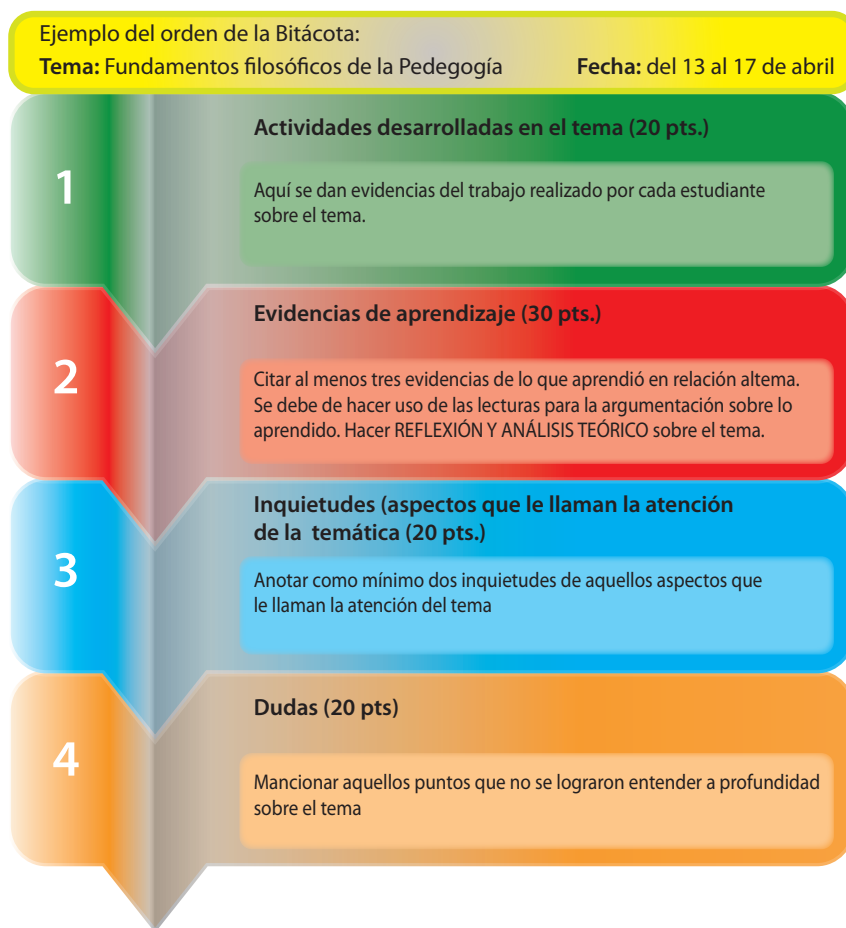 Ejemplo del orden de la Bitácota:
Tema: Fundamentos filosóficos de la Pedegogía Fecha: del 13 al 17 de abril
1
Actividades desarrolladas en el tema (20 pts.)
Aquí se dan evidencias del trabajo realizado por cada estudiante
sobre el tema.
2
Evidencias de aprendizaje (30 pts.)
Citar al menos tres evidencias de lo que aprendió en relación altema.
Se debe de hacer uso de las lecturas para la argumentación sobre lo
aprendido. Hacer REFLEXIÓN Y ANÁLISIS TEÓRICO sobre el tema.
3
Inquietudes (aspectos que le llaman la atención
de la temática (20 pts.)
Anotar como mínimo dos inquietudes de aquellos aspectos que
le llaman la atención del tema
4
Dudas (20 pts)
Mancionar aquellos puntos que no se lograron entender a profundidad
sobre el tema